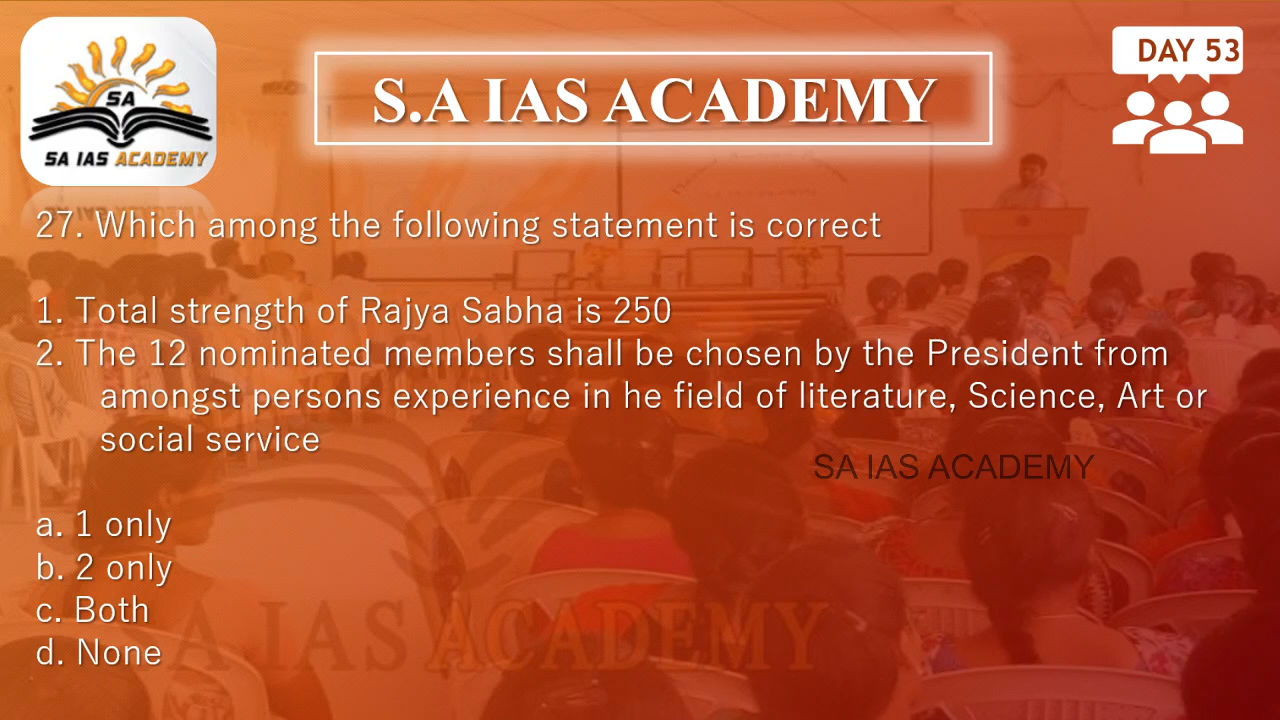 SA
SA IAS ACADEMY
S.A IAS ACADEMY
DAY 53
27. Which among the following statement is correct
1. Total strength of Rajya Sabha is 250
2. The 12 nominated members shall be chosen by the President from
amongst persons experience in he field of literature, Science, Art or
social service
SA IAS ACADEMY
a. 1 only
b. 2 only
c. Both
d. None
A IAS ACADEMY